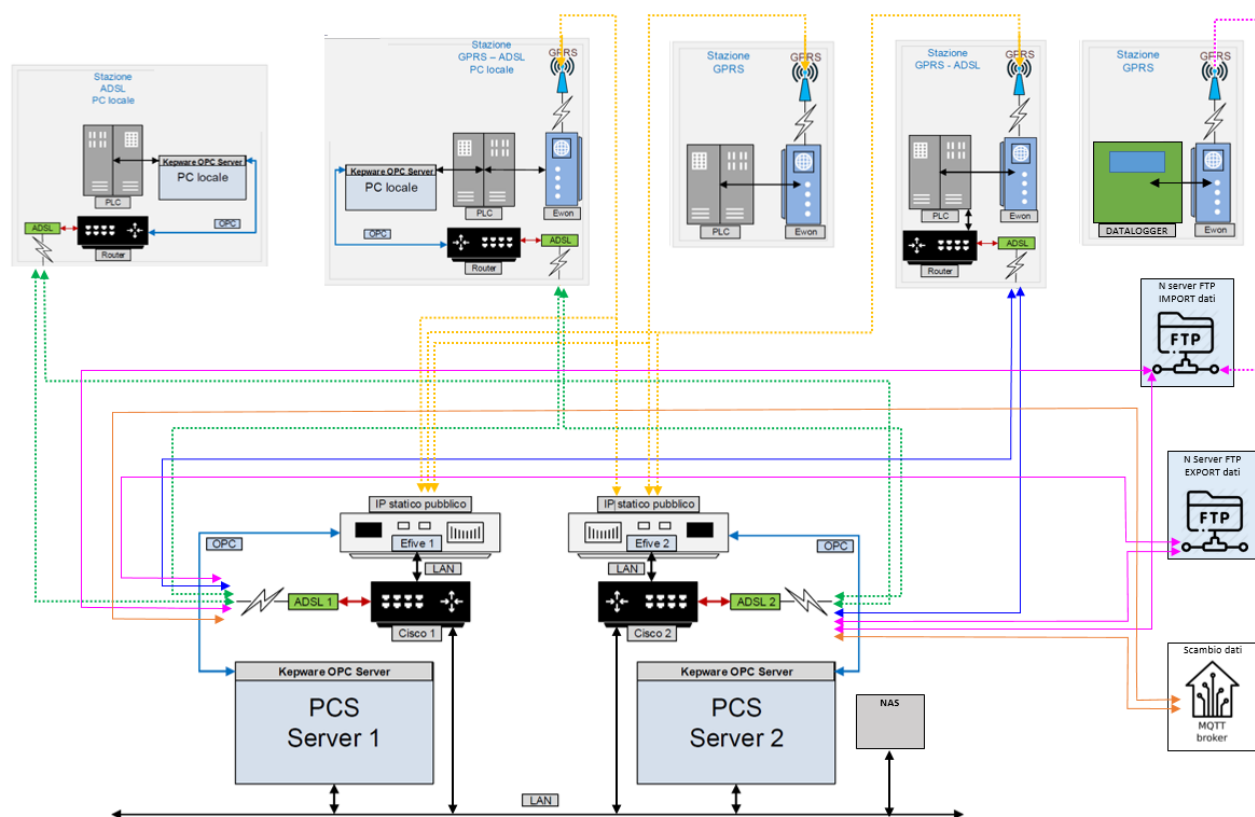 Stazione
ADSL
PC locale
Kepware OPC Server
PC locale
PLC
OPC
ADSL
Router
Stazione
GPRS – ADSL
PC locale
GPRS
Kepware OPC Server
PC locale
PLC
Ewon
OPC
ADSL
Router
Stazione
GPRS
GPRS
PLC
Ewon
Stazione
GPRS - ADSL
GPRS
PLC
Ewon
ADSL
Router
Stazione
GPRS
GPRS
DATALOGGER
Ewon
N server FTP
IMPORT dati
FTP
N Server FTP
EXPORT dati
FTP
Scambio dati
MQTT
broker
IP statico pubblico
Efive 1
OPC
LAN
ADSL 1
Cisco 1
Kepware OPC Server
PCS
Server 1
IP statico pubblico
Efive 2
OPC
LAN
ADSL 2
Cisco 2
Kepware OPC Server
PCS
Server 2
NAS
LAN